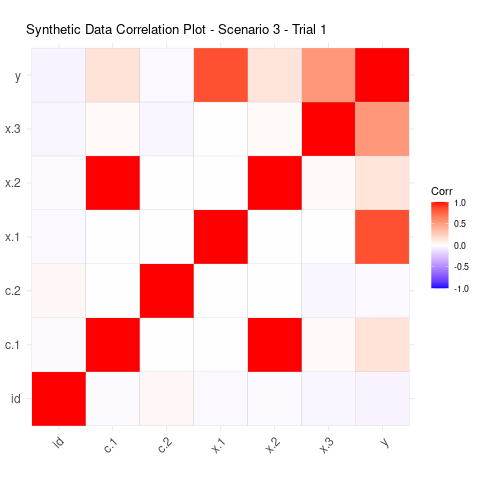 Synthetic Data Correlation Plot - Scenario 3 - Trial 1
y
x.3
x.2
x.1
c.2
c.1
id
id
c.1
c.2
x.1
x.2
x.3
y
Corr
1.0
0.5
0.0
-0.5
-1.0